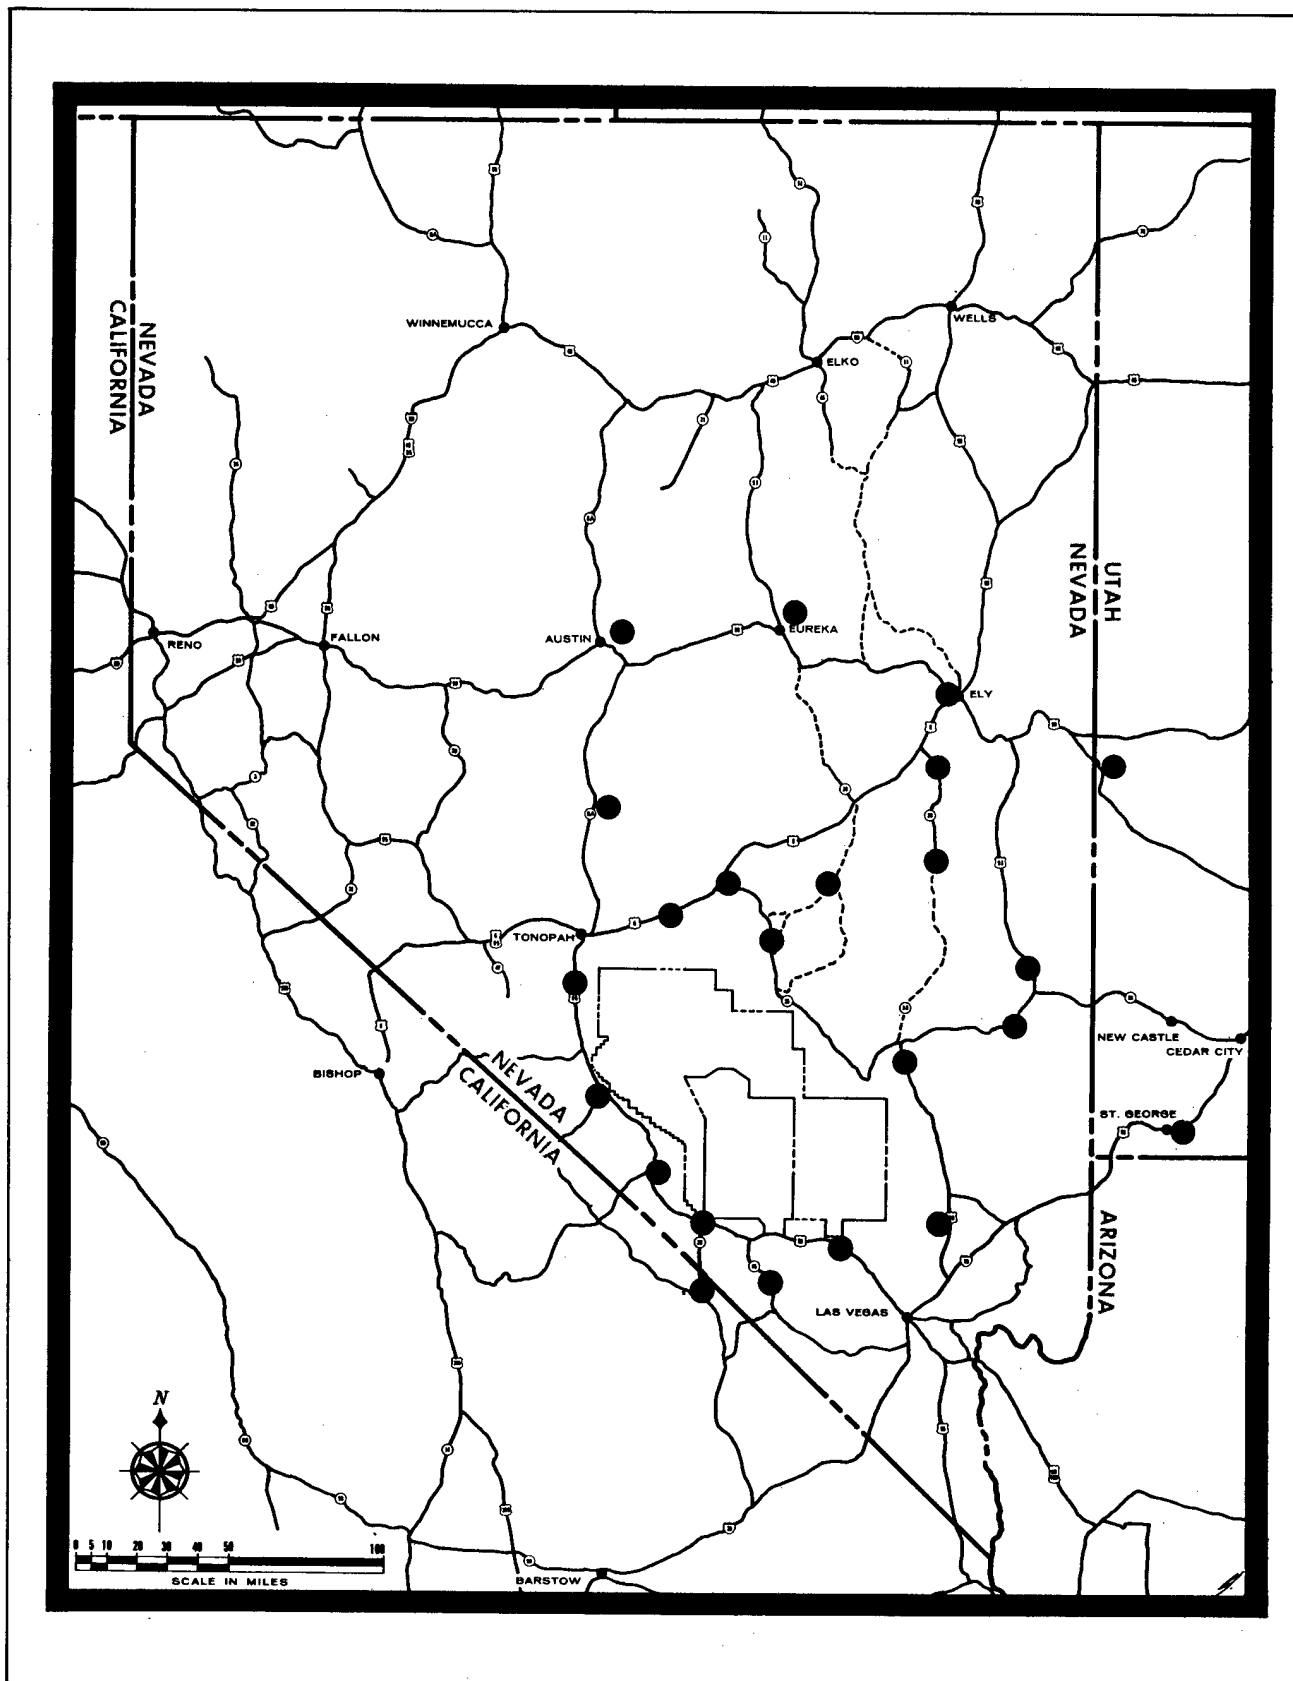 WINNEMUCCA
WELLS
ELKO
NEVADA
CALIFORNIA
UTAH
NEVADA
RENO
FALLON
AUSTIN
EUREKA
ELY
TONOPAH
BISHOP
NEVADA
CALIFORNIA
NEW CASTLE
CEDAR CITY
ST. GEORGE
ARIZONA
LAS VEGAS
N
0 5 10 20 30 40 50 100
SCALE IN MILES
BARSTOW